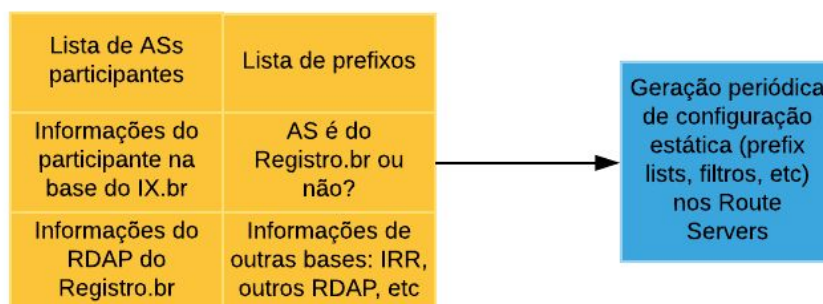 Lista de ASs
participantes
Lista de prefixos
Informações do
participante na
base do IX.br
AS é do
Registro.br ou
não?
Informações do
RDAP do
Registro.br
Informações de
outras bases: IRR,
outros RDAP, etc
Geração periódica
de configuração
estática (prefix
lists, filtros, etc)
nos Route
Servers